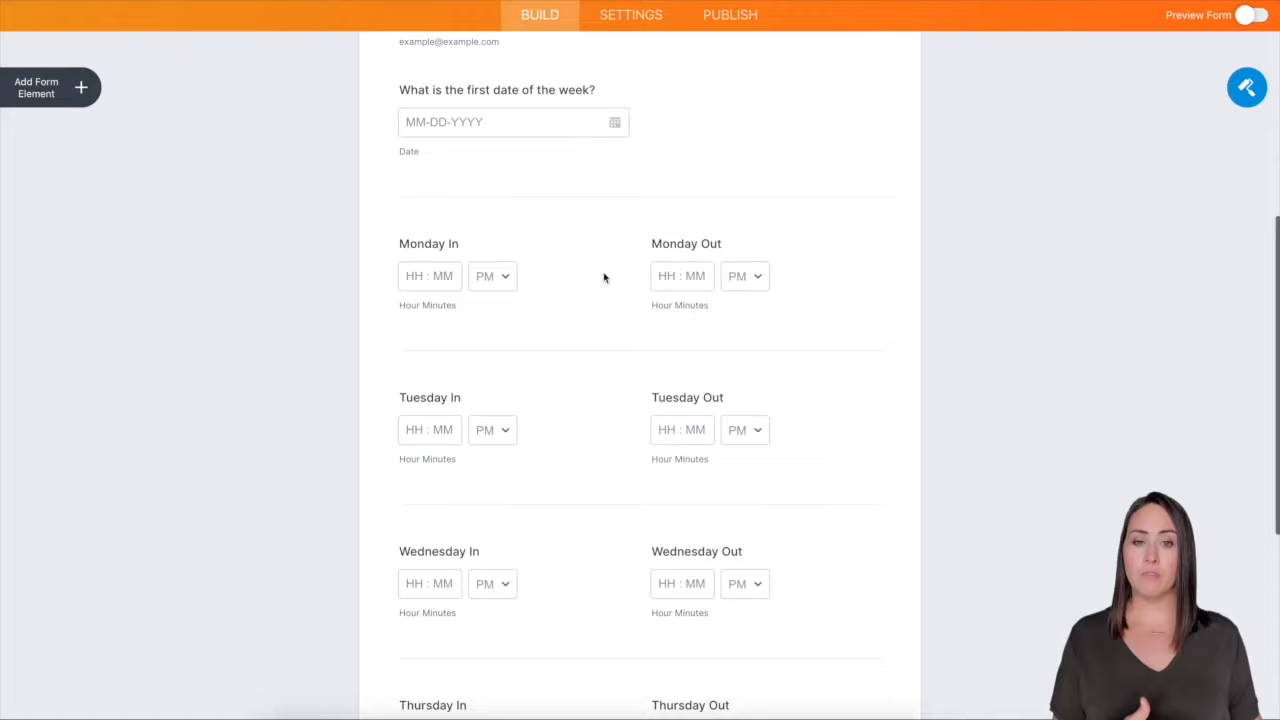 BUILD SETTINGS PUBLISH Preview Form
example@example.com
Add Form
Element
What is the first date of the week?
MM-DD-YYYY
Date
Monday In Monday Out
HH : MM PM HH : MM PM
Hour Minutes Hour Minutes
Tuesday In Tuesday Out
HH : MM PM HH : MM PM
Hour Minutes Hour Minutes
Wednesday In Wednesday Out
HH : MM PM HH : MM PM
Hour Minutes Hour Minutes
Thursday In Thursday Out